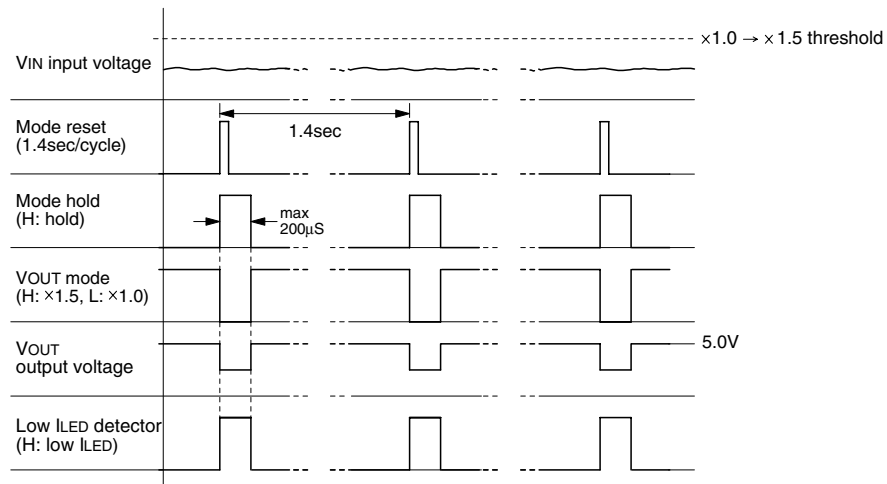 ×1.0 → ×1.5 threshold
VIN input voltage
1.4sec
Mode reset
(1.4sec/cycle)
Mode hold
(H: hold)
max
200µS
VOUT mode
(H: ×1.5, L: ×1.0)
VOUT
output voltage
5.0V
Low ILED detector
(H: low ILED)